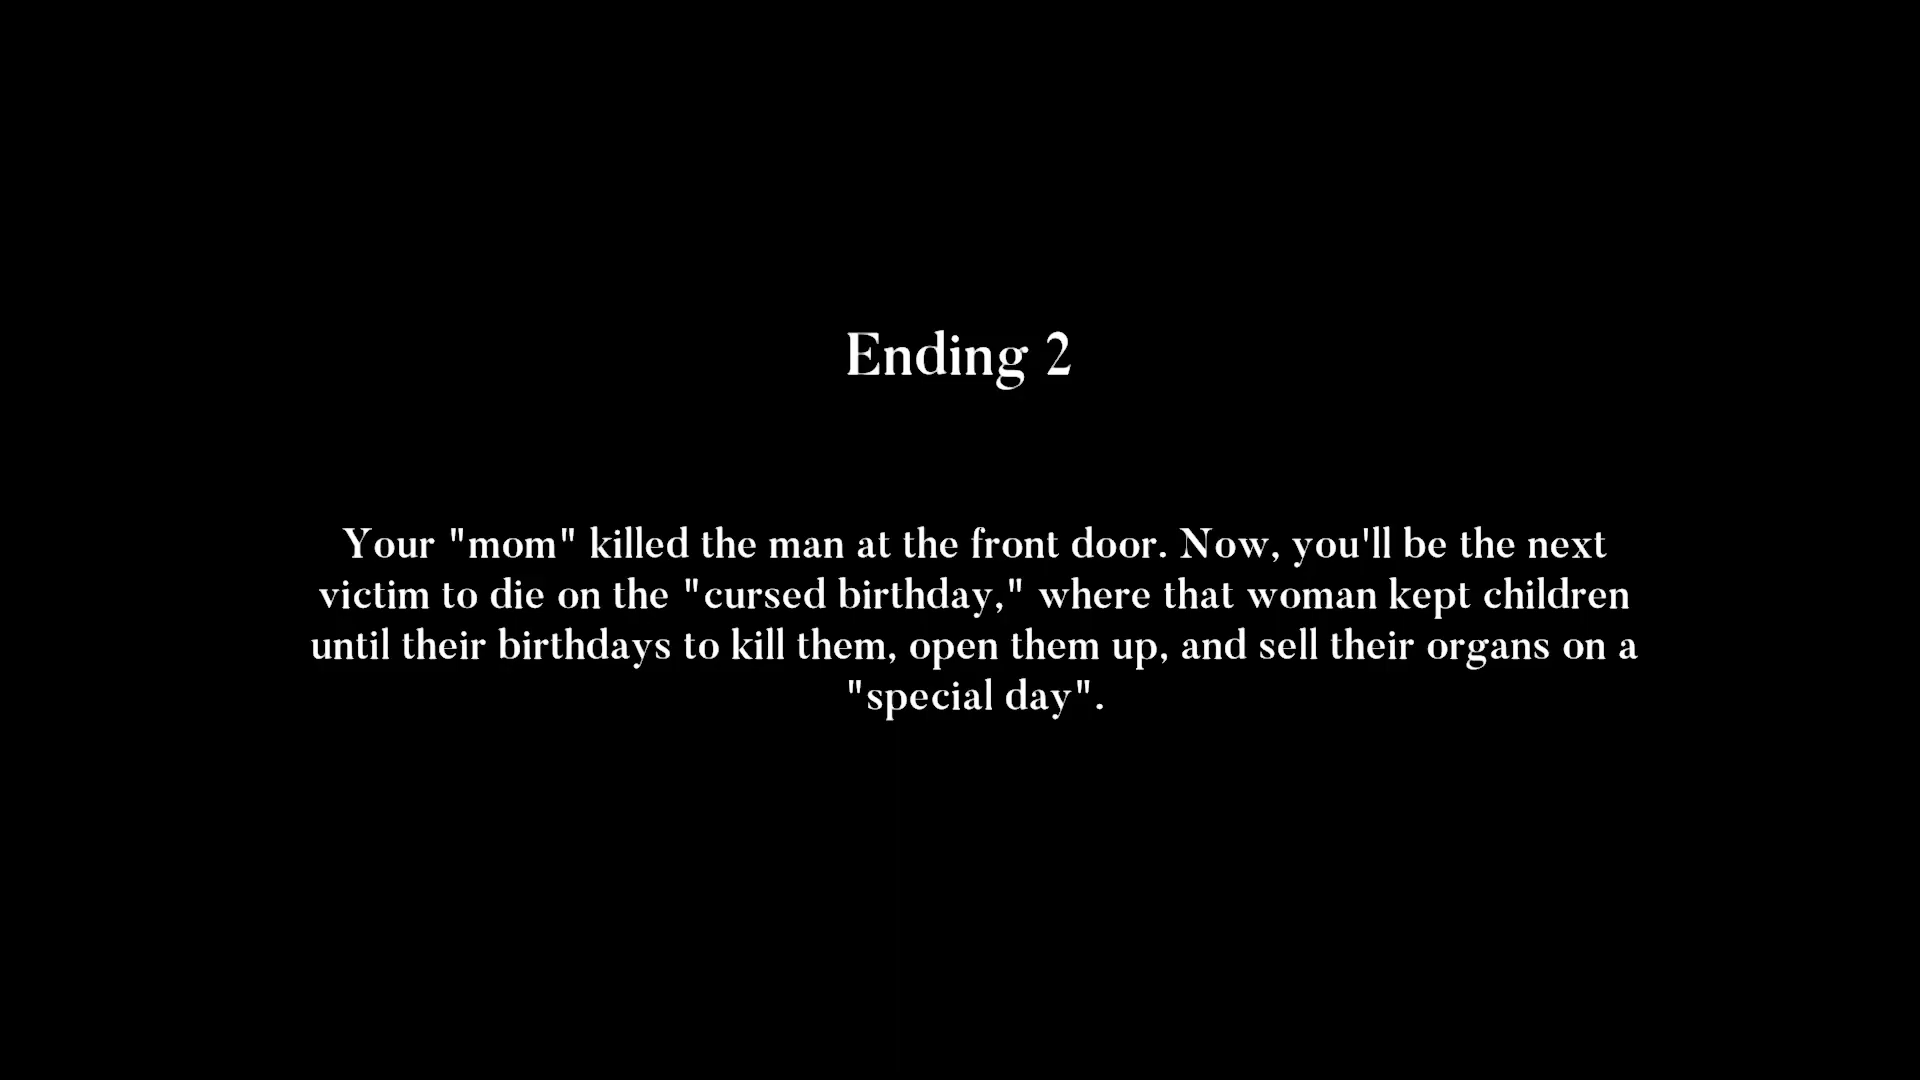 Ending 2
Your "mom" killed the man at the front door. Now, you'll be the next
victim to die on the "cursed birthday," where that woman kept children
until their birthdays to kill them, open them up, and sell their organs on a
"special day".